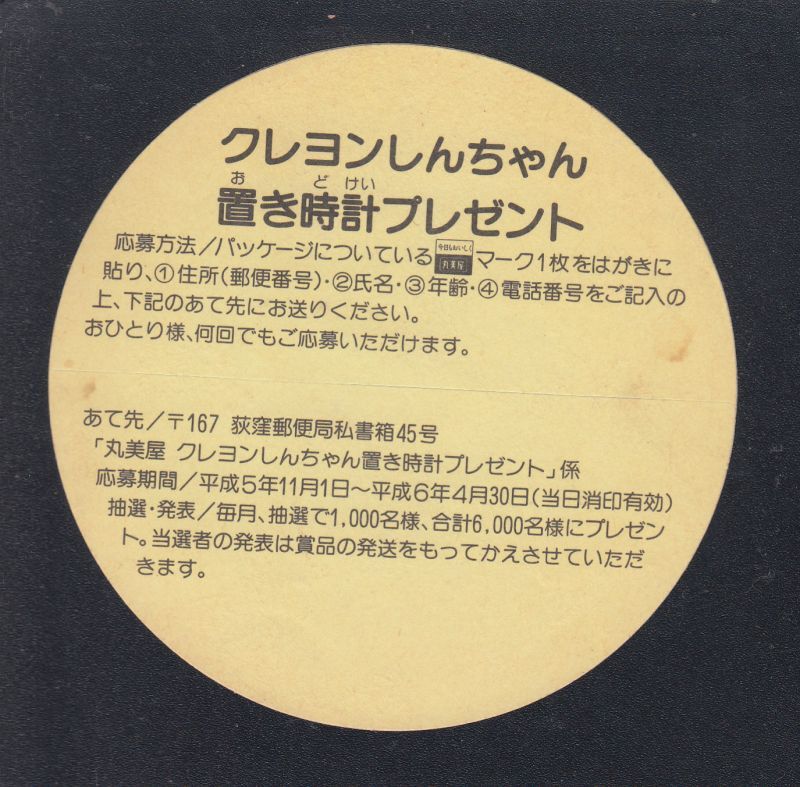 クレヨンしんちゃん
お ど けい
置き時計プレゼント
応募方法/パッケージについている 今日もおいしく 丸美屋 マーク1枚をはがきに
貼り、①住所(郵便番号)・②氏名・③年齢・④電話番号をご記入の
上、下記のあて先にお送りください。
おひとり様、何回でもご応募いただけます。
あて先/〒167 荻窪郵便局私書箱45号
「丸美屋 クレヨンしんちゃん置き時計プレゼント」係
応募期間/平成5年11月1日〜平成6年4月30日(当日消印有効)
抽選・発表/毎月、抽選で1,000名様、合計6,000名様にプレゼン
ト。当選者の発表は賞品の発送をもってかえさせていただ
きます。